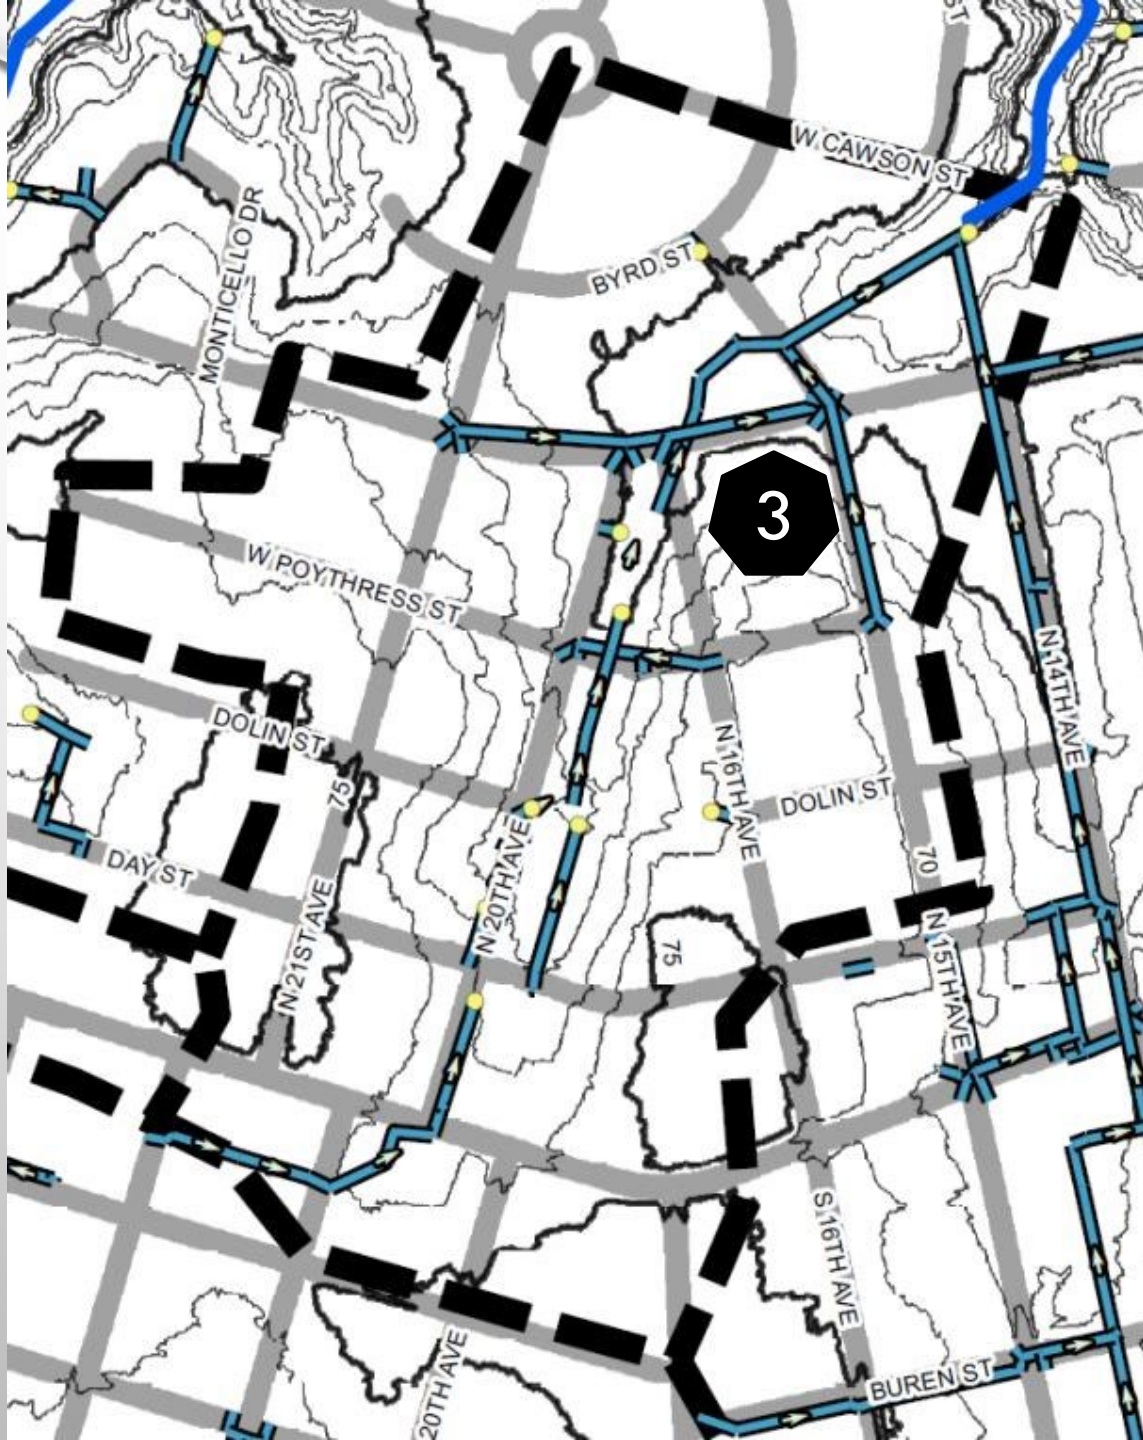 ST
W CAWSON ST
MONTICELLO DR
BYRD ST
3
W POYTHRESS ST
N 14TH AVE
DOLIN ST
N 16TH AVE
75
DOLIN ST
DAY ST
N 20TH AVE
70
N 21ST AVE
75
N 15TH AVE
S 16TH AVE
20TH AVE
BUREN ST